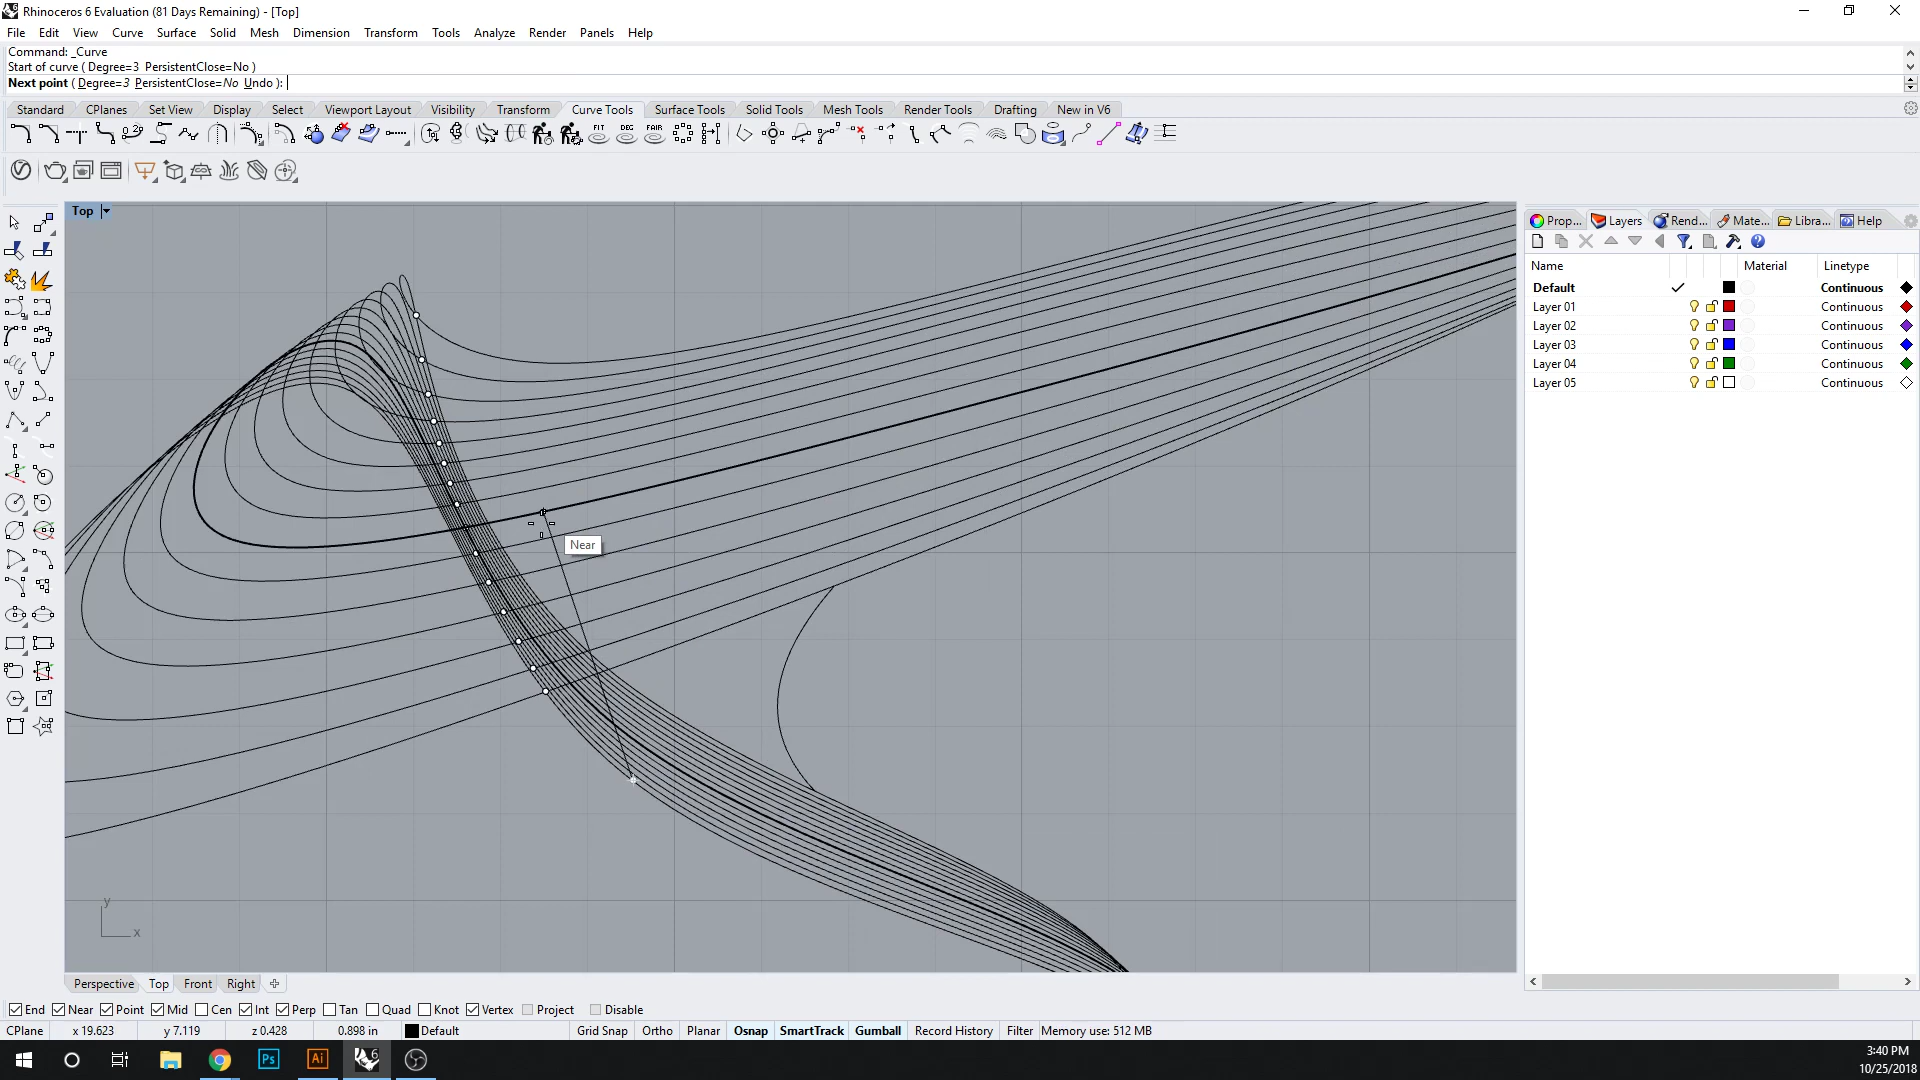 Rhinoceros 6 Evaluation (81 Days Remaining) - [Top]
File Edit View Curve Surface Solid Mesh Dimension Transform Tools Analyze Render Panels Help
Command: _Curve
Start of curve ( Degree=3 PersistentClose=No )
Next point ( Degree=3 PersistentClose=No Undo ):
Standard CPlanes Set View Display Select Viewport Layout Visibility Transform Curve Tools Surface Tools Solid Tools Mesh Tools Render Tools Drafting New in V6
FIT DEG FAIR
Top
Prop... Layers Rend... Mate... Libra... Help
Name Material Linetype
Default Continuous
Layer 01 Continuous
Layer 02 Continuous
Layer 03 Continuous
Layer 04 Continuous
Layer 05 Continuous
Near
y
x
Perspective Top Front Right
End Near Point Mid Cen Int Perp Tan Quad Knot Vertex Project Disable
CPlane x 19.623 y 7.119 z 0.428 0.898 in Default Grid Snap Ortho Planar Osnap SmartTrack Gumball Record History Filter Memory use: 512 MB
Ps Ai 6
3:40 PM
10/25/2018